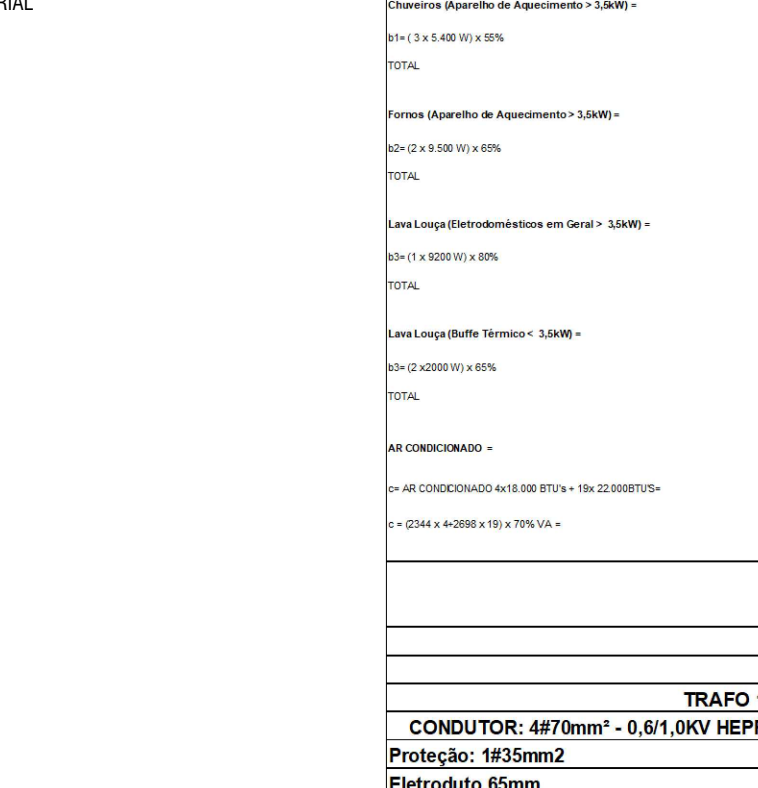 RIAL
Chuveiros (Aparelho de Aquecimento > 3,5kW) =
b1= ( 3 x 5.400 W) x 55%
TOTAL
Fornos (Aparelho de Aquecimento > 3,5kW) =
b2= (2 x 9.500 W) x 65%
TOTAL
Lava Louça (Eletrodomésticos em Geral > 3,5kW) =
b3= (1 x 9200 W) x 80%
TOTAL
Lava Louça (Buffe Térmico < 3,5kW) =
b3= (2 x2000 W) x 65%
TOTAL
AR CONDICIONADO =
c= AR CONDICIONADO 4x18.000 BTU's + 19x 22.000BTU'S=
c = (2344 x 4+2698 x 19) x 70% VA =
TRAFO
CONDUTOR: 4#70mm² - 0,6/1,0KV HEPR
Proteção: 1#35mm2
Eletroduto 65mm